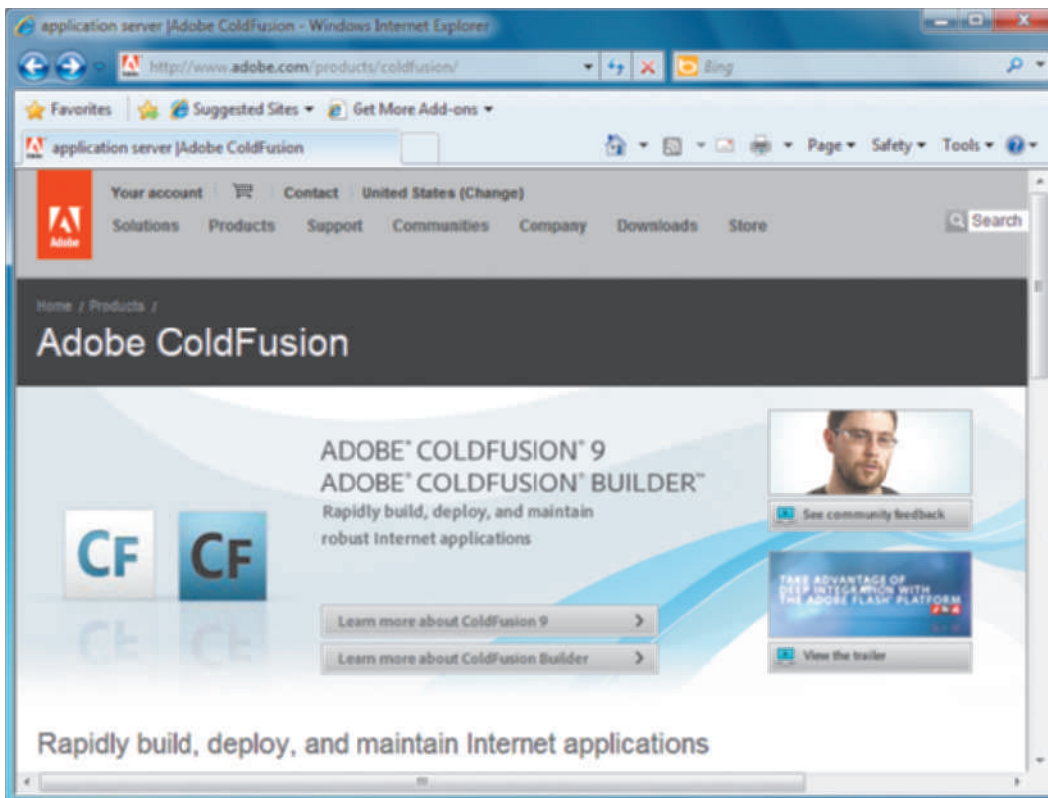 application server |Adobe ColdFusion - Windows Internet Explorer
http://www.adobe.com/products/coldfusion/
Bing
Favorites Suggested Sites Get More Add-ons
application server |Adobe ColdFusion
Page Safety Tools
Your account Contact United States (Change)
Adobe
Solutions Products Support Communities Company Downloads Store
Search
Home / Products /
Adobe ColdFusion
ADOBE® COLDFUSION® 9
ADOBE® COLDFUSION® BUILDER™
Rapidly build, deploy, and maintain
robust Internet applications
CF CF
Learn more about ColdFusion 9
Learn more about ColdFusion Builder
See community feedback
TAKE ADVANTAGE OF
DEEP INTEGRATION WITH
THE ADOBE FLASH PLATFORM
View the trailer
Rapidly build, deploy, and maintain Internet applications